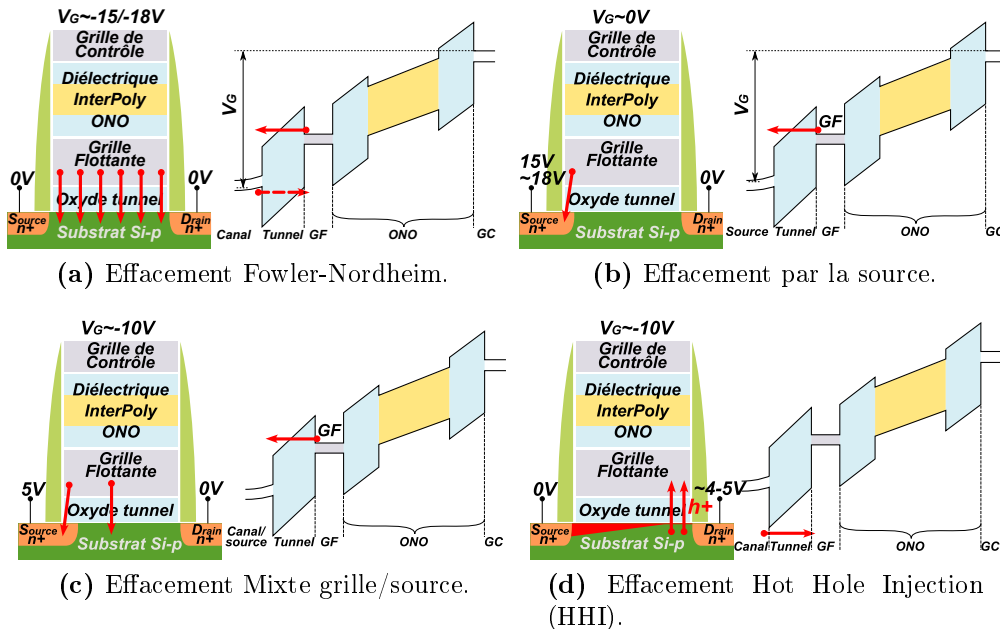 VG~-15/-18V
Grille de
Contrôle
Diélectrique
InterPoly
ONO
Grille
Flottante
0V
0V
Oxyde tunnel
Source
n+
Substrat Si-p
Drain
n+
VG
Canal Tunnel GF ONO GC
(a) Effacement Fowler-Nordheim.
VG~0V
Grille de
Contrôle
Diélectrique
InterPoly
ONO
Grille
Flottante
15V
~18V
0V
Oxyde tunnel
Source
n+
Substrat Si-p
Drain
n+
VG
GF
Source Tunnel GF ONO GC
(b) Effacement par la source.
VG~-10V
Grille de
Contrôle
Diélectrique
InterPoly
ONO
Grille
Flottante
5V
0V
Oxyde tunnel
Source
n+
Substrat Si-p
Drain
n+
GF
Canal/
source Tunnel GF ONO GC
(c) Effacement Mixte grille/source.
VG~-10V
Grille de
Contrôle
Diélectrique
InterPoly
ONO
Grille
Flottante
0V
~4-5V
h+
Oxyde tunnel
Source
n+
Substrat Si-p
Drain
n+
Canal Tunnel GF ONO GC
(d) Effacement Hot Hole Injection
(HHI).